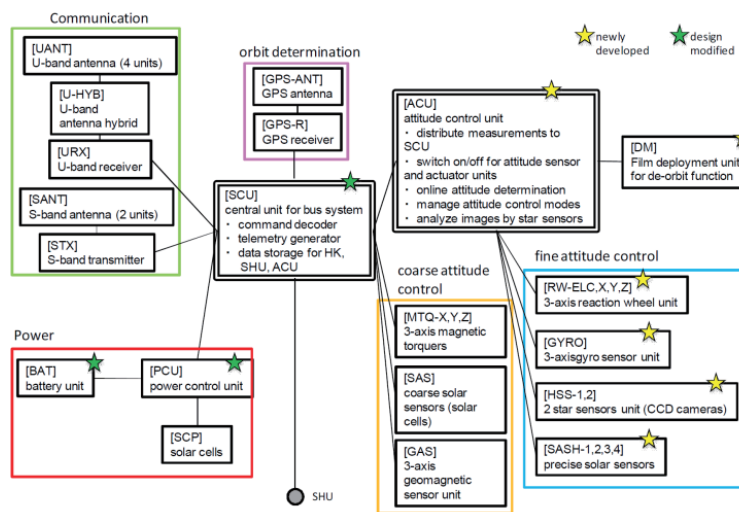 Communication
[UANT]
U-band antenna (4 units)
[U-HYB]
U-band
antenna hybrid
[URX]
U-band receiver
[SANT]
S-band antenna (2 units)
[STX]
S-band transmitter
orbit determination
[GPS-ANT]
GPS antenna
[GPS-R]
GPS receiver
newly
developed
design
modified
[ACU]
attitude control unit
• distribute measurements to
SCU
• switch on/off for attitude sensor
and actuator units
• online attitude determination
• manage attitude control modes
• analyze images by star sensors
[DM]
Film deployment unit
for de-orbit function
[SCU]
central unit for bus system
• command decoder
• telemetry generator
• data storage for HK,
SHU, ACU
coarse attitude
control
[MTQ-X,Y,Z]
3-axis magnetic
torquers
[SAS]
coarse solar
sensors (solar
cells)
[GAS]
3-axis
geomagnetic
sensor unit
fine attitude control
[RW-ELC,X,Y,Z]
3-axis reaction wheel unit
[GYRO]
3-axisgyro sensor unit
[HSS-1,2]
2 star sensors unit (CCD cameras)
[SASH-1,2,3,4]
precise solar sensors
Power
[BAT]
battery unit
[PCU]
power control unit
[SCP]
solar cells
SHU